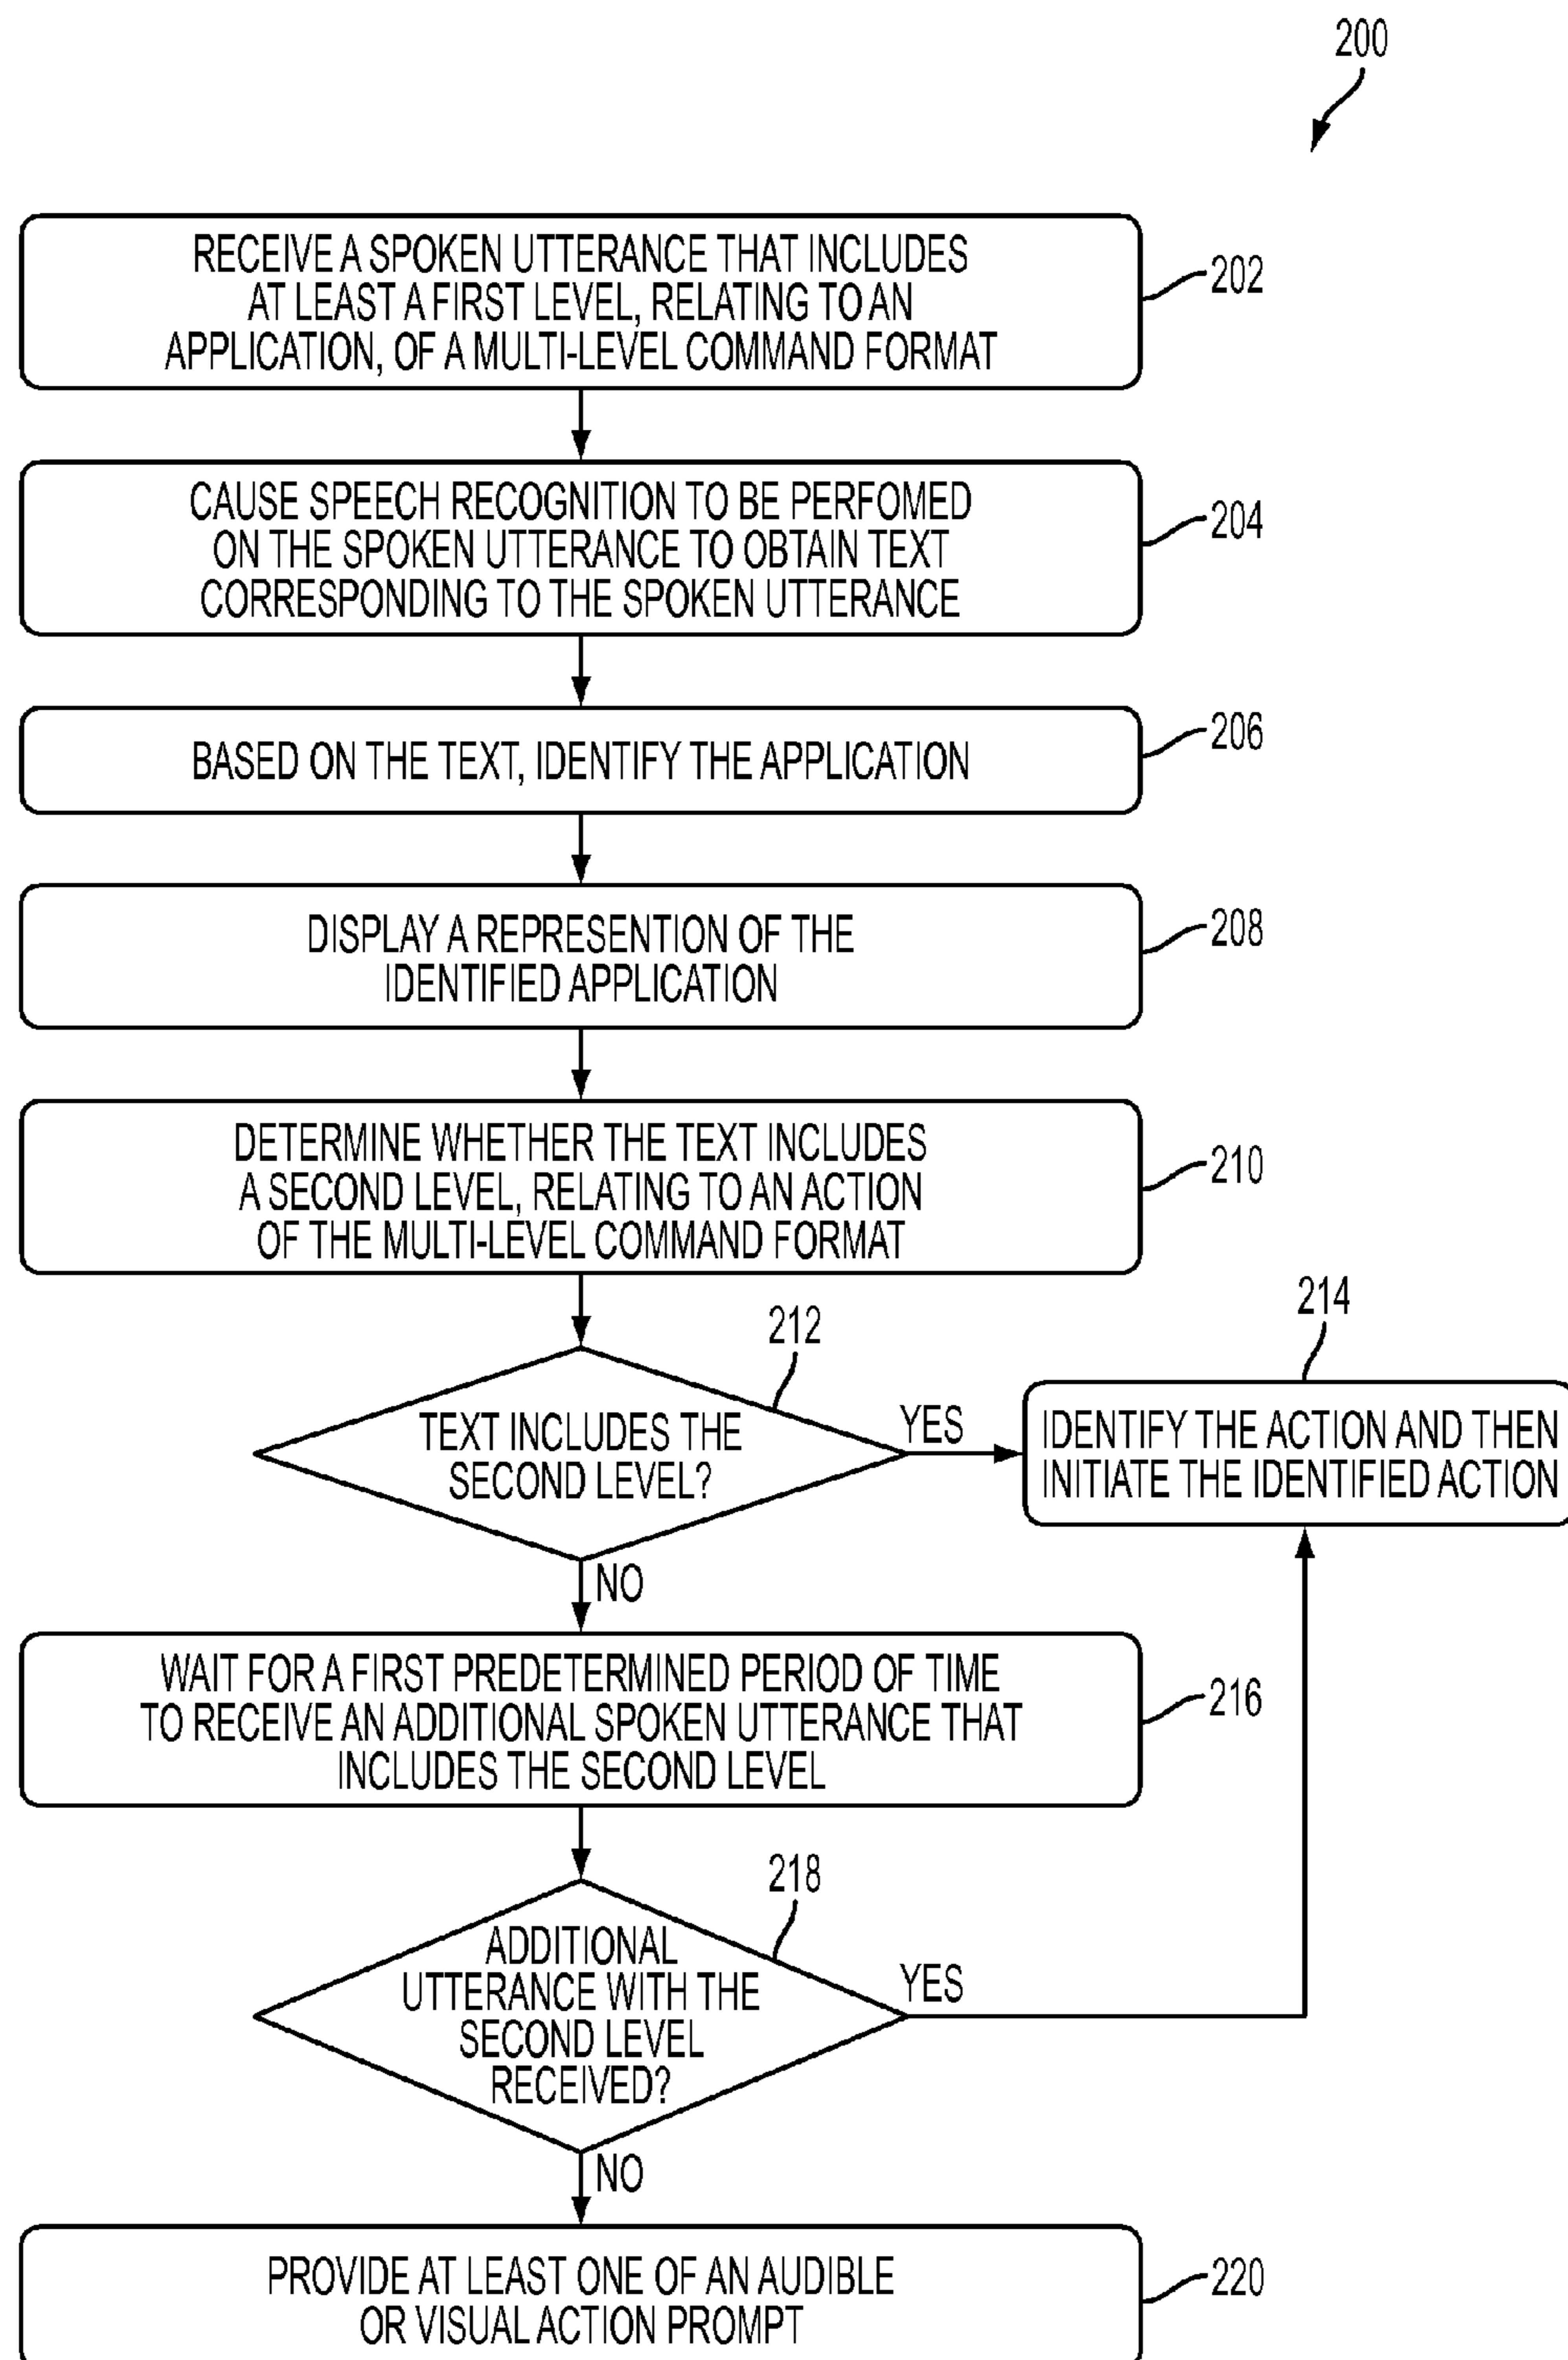 200
RECEIVE A SPOKEN UTTERANCE THAT INCLUDES
AT LEAST A FIRST LEVEL, RELATING TO AN
APPLICATION, OF A MULTI-LEVEL COMMAND FORMAT
202
CAUSE SPEECH RECOGNITION TO BE PERFOMED
ON THE SPOKEN UTTERANCE TO OBTAIN TEXT
CORRESPONDING TO THE SPOKEN UTTERANCE
204
BASED ON THE TEXT, IDENTIFY THE APPLICATION
206
DISPLAY A REPRESENTION OF THE
IDENTIFIED APPLICATION
208
DETERMINE WHETHER THE TEXT INCLUDES
A SECOND LEVEL, RELATING TO AN ACTION
OF THE MULTI-LEVEL COMMAND FORMAT
210
212
TEXT INCLUDES THE
SECOND LEVEL?
YES
214
IDENTIFY THE ACTION AND THEN
INITIATE THE IDENTIFIED ACTION
NO
WAIT FOR A FIRST PREDETERMINED PERIOD OF TIME
TO RECEIVE AN ADDITIONAL SPOKEN UTTERANCE THAT
INCLUDES THE SECOND LEVEL
216
218
ADDITIONAL
UTTERANCE WITH THE
SECOND LEVEL
RECEIVED?
YES
NO
PROVIDE AT LEAST ONE OF AN AUDIBLE
OR VISUAL ACTION PROMPT
220